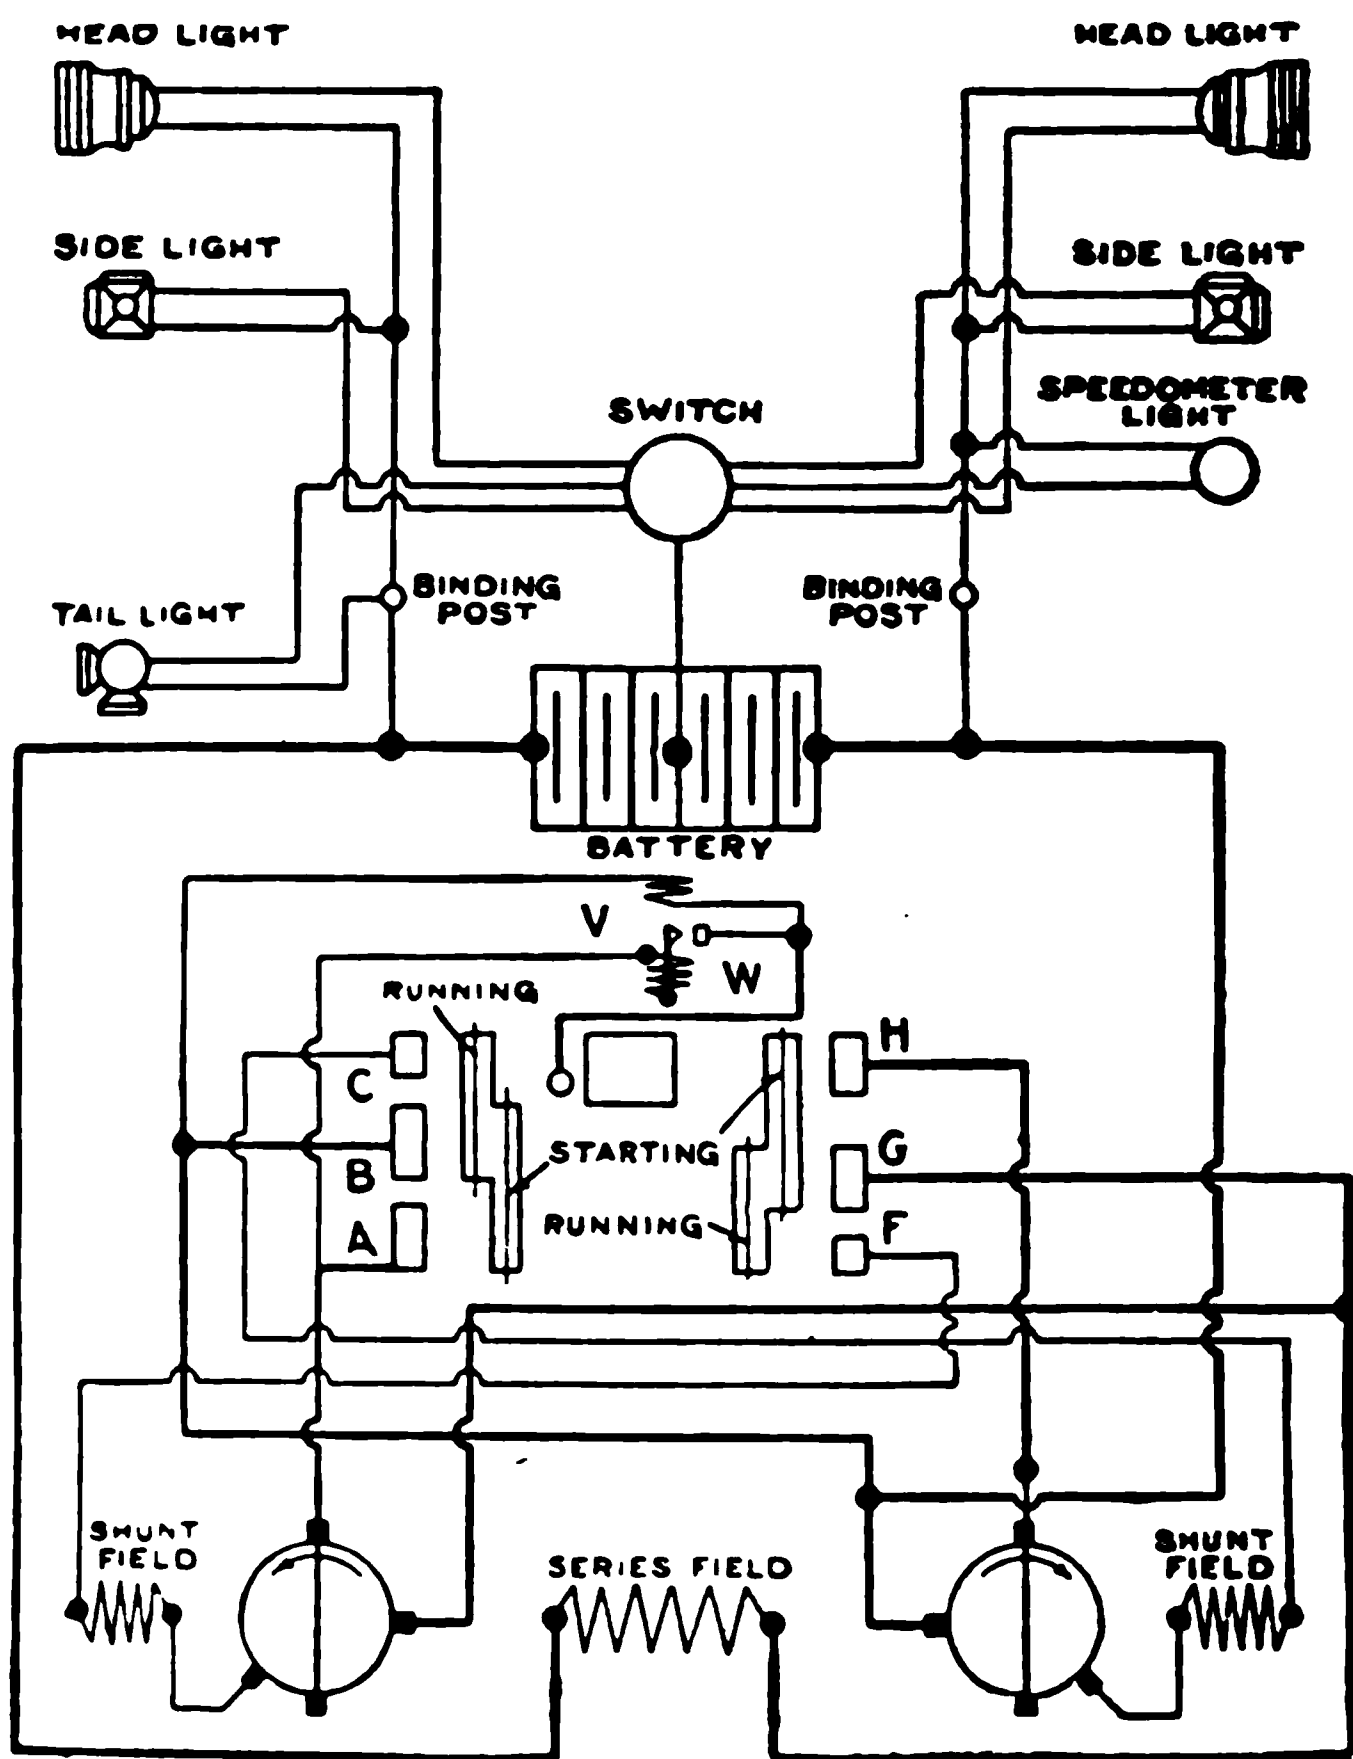 HEAD LIGHT
HEAD LIGHT
SIDE LIGHT
SIDE LIGHT
SPEEDOMETER
LIGHT
SWITCH
BINDING
POST
BINDING
POST
TAIL LIGHT
BATTERY
V
W
RUNNING
H
C
STARTING
G
B
RUNNING
F
A
SHUNT
FIELD
SERIES FIELD
SHUNT
FIELD